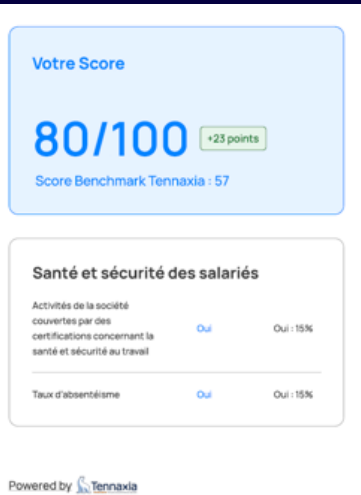 Votre Score
80/100 +23 points
Score Benchmark Tennaxia : 57
Santé et sécurité des salariés
Activités de la société
couvertes par des
certifications concernant la
santé et sécurité au travail
Oui
Oui : 15%
Taux d'absentéisme
Oui
Oui : 15%
Powered by Tennaxia